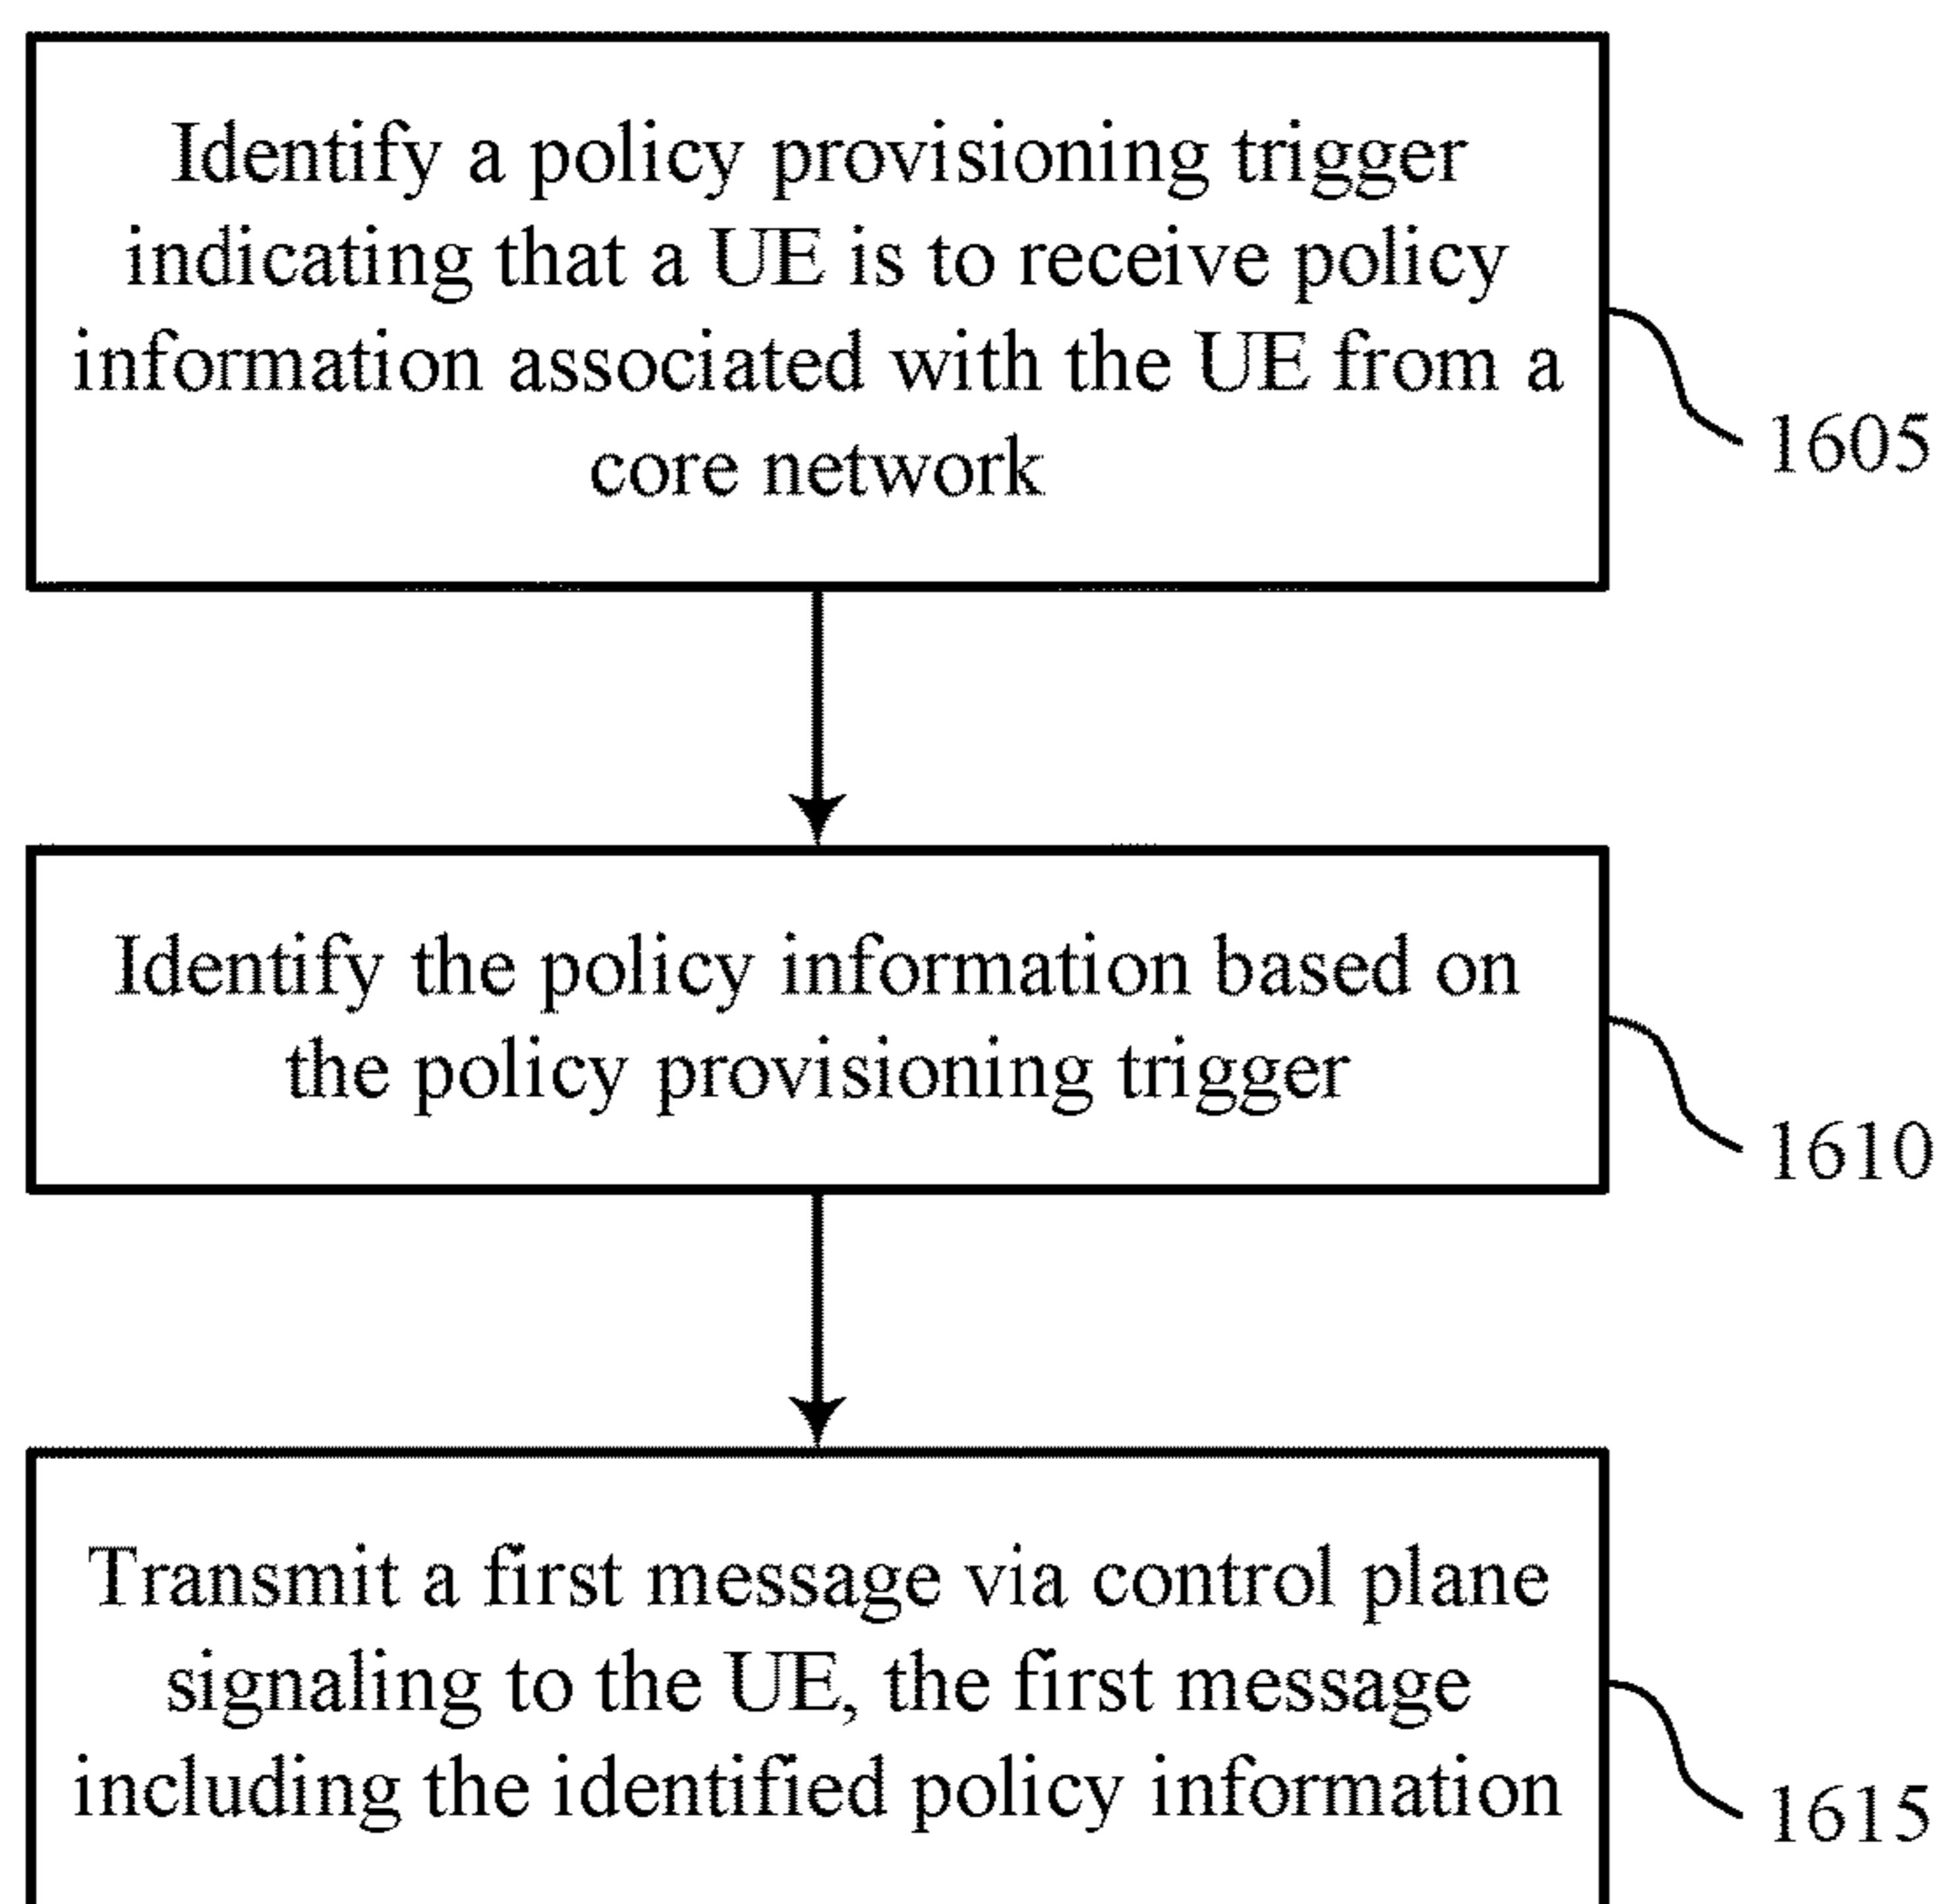 Identify a policy provisioning trigger
indicating that a UE is to receive policy
information associated with the UE from a
core network
1605
Identify the policy information based on
the policy provisioning trigger
1610
Transmit a first message via control plane
signaling to the UE, the first message
including the identified policy information
1615